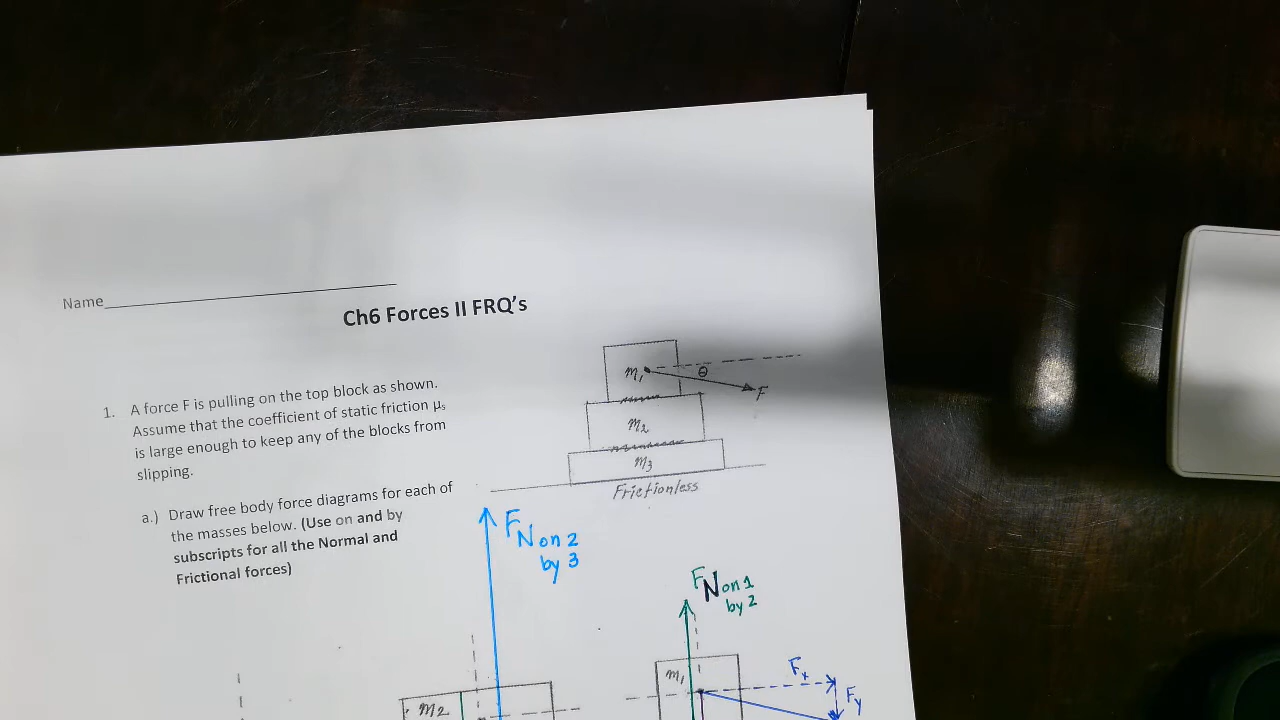 Name
Ch6 Forces II FRQ's
1. A force F is pulling on the top block as shown.
Assume that the coefficient of static friction μs
is large enough to keep any of the blocks from
slipping.
a.) Draw free body force diagrams for each of
the masses below. (Use on and by
subscripts for all the Normal and
Frictional forces)
m1
θ
F
m2
m3
Frictionless
FN on 2
by 3
FN on 1
by 2
m1
Fx
Fy
m2